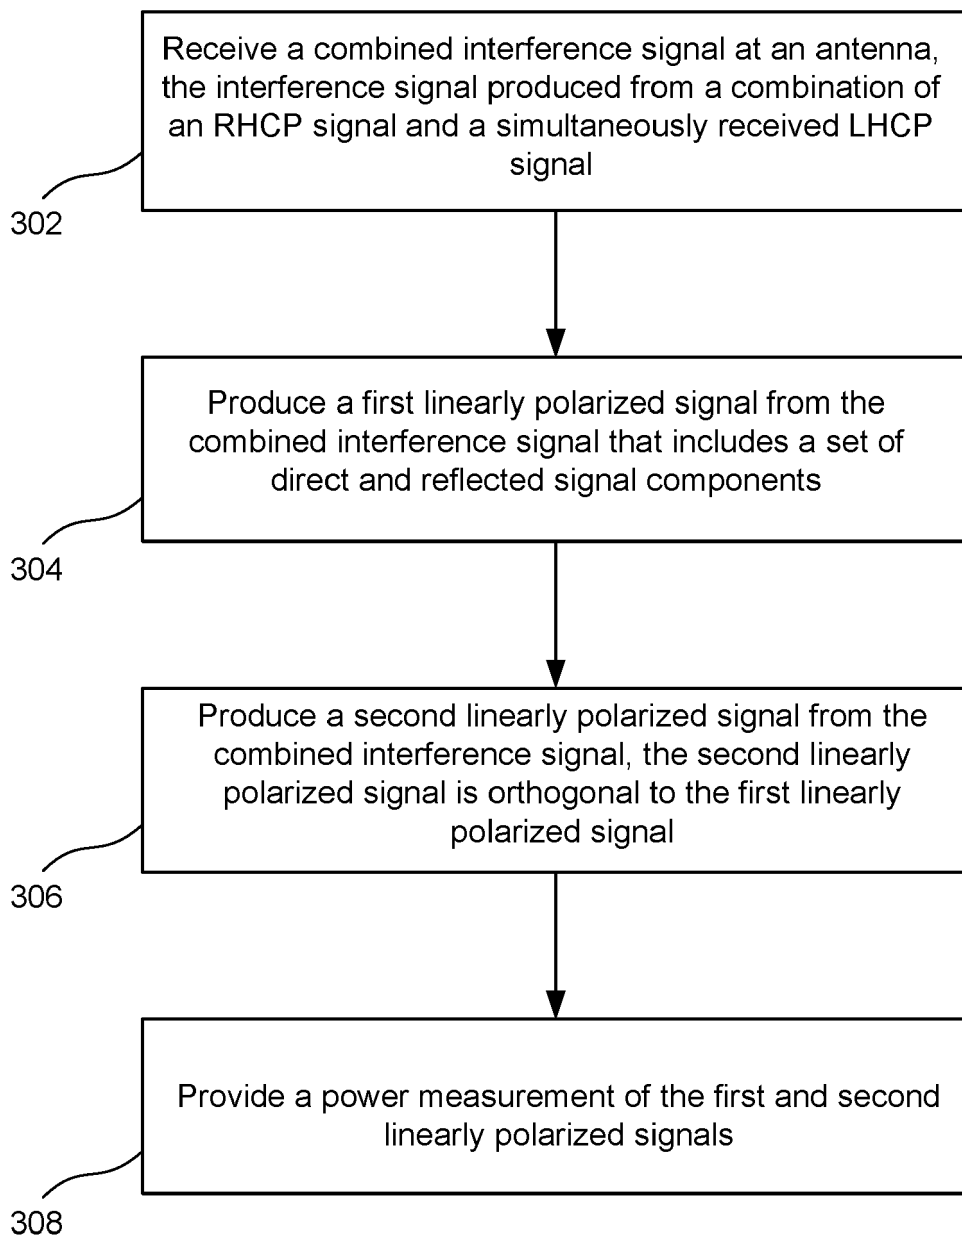 Receive a combined interference signal at an antenna,
the interference signal produced from a combination of
an RHCP signal and a simultaneously received LHCP
signal
302
Produce a first linearly polarized signal from the
combined interference signal that includes a set of
direct and reflected signal components
304
Produce a second linearly polarized signal from the
combined interference signal, the second linearly
polarized signal is orthogonal to the first linearly
polarized signal
306
Provide a power measurement of the first and second
linearly polarized signals
308